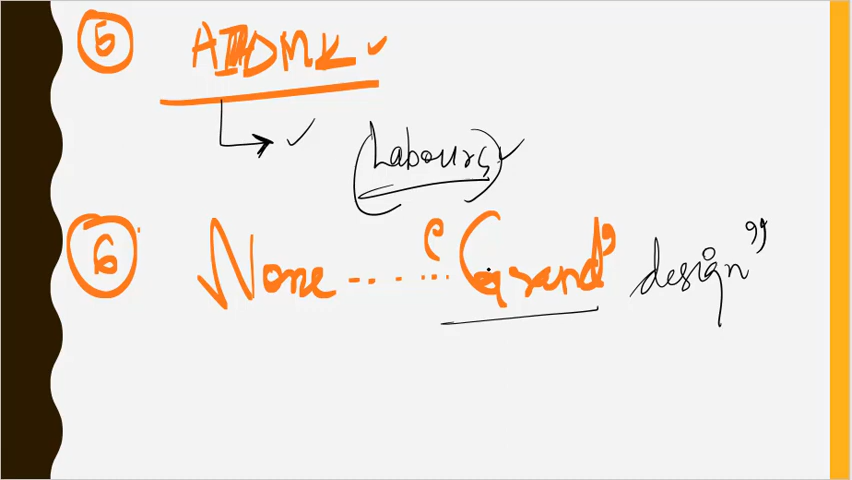 5 AIADMK
(Labours)
6 None ...... "Grand" design"